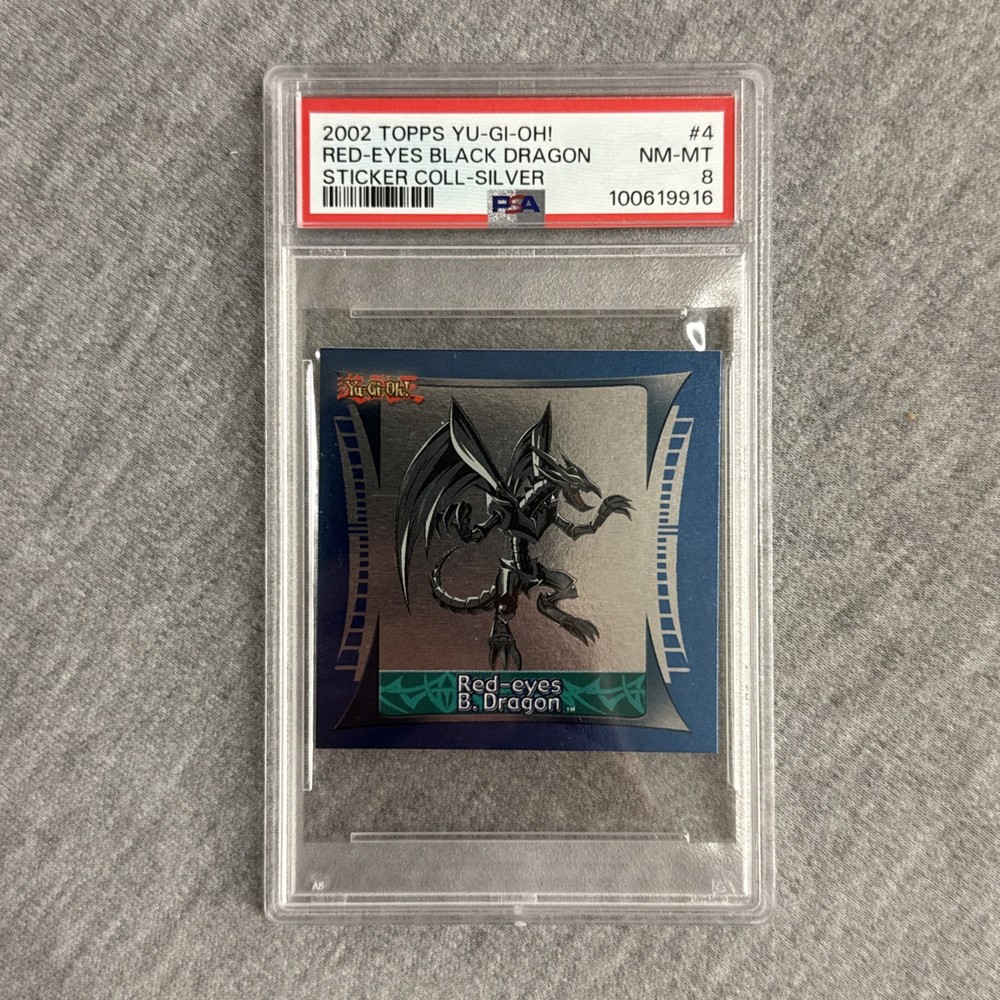 2002 TOPPS YU-GI-OH! #4
RED-EYES BLACK DRAGON NM-MT
STICKER COLL-SILVER 8
PSA 100619916
Yu-Gi-Oh!
Red-eyes
B. Dragon ™